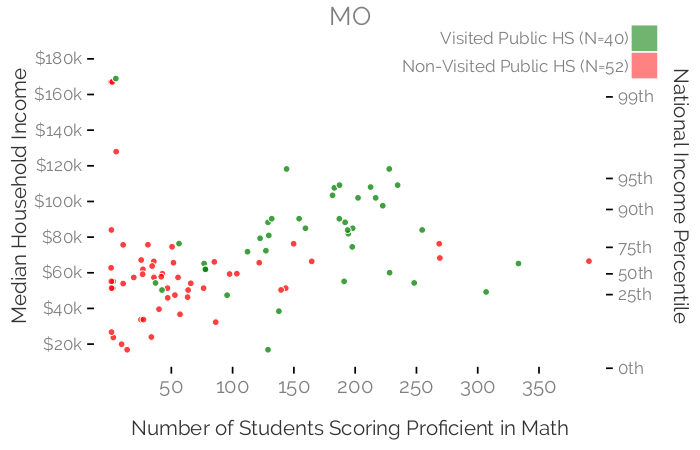 MO
Visited Public HS (N=40)
Non-Visited Public HS (N=52)
Median Household Income
$180k
$160k
$140k
$120k
$100k
$80k
$60k
$40k
$20k
National Income Percentile
99th
95th
90th
75th
50th
25th
0th
50 100 150 200 250 300 350
Number of Students Scoring Proficient in Math